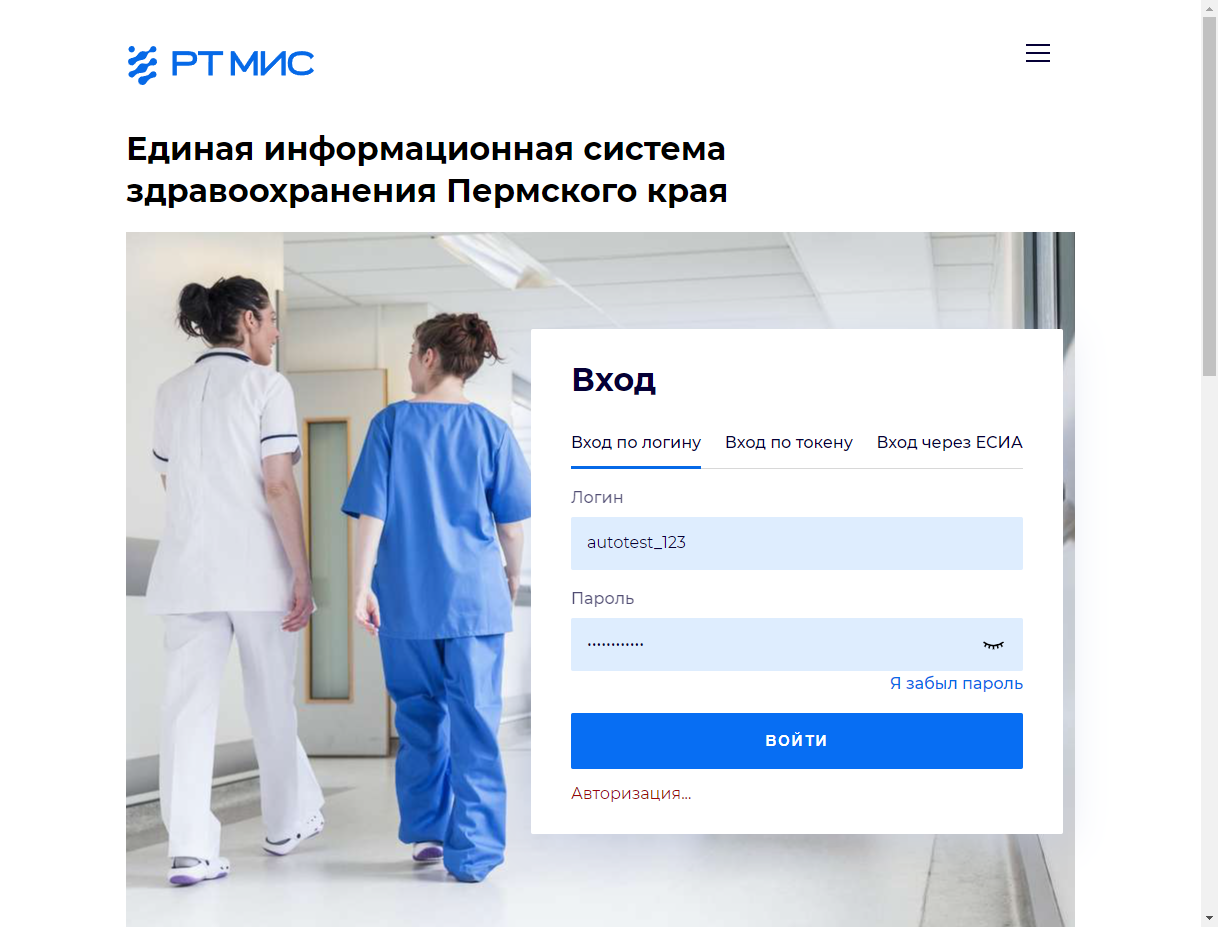 РТ МИС
Единая информационная система
здравоохранения Пермского края
Вход
Вход по логину Вход по токену Вход через ЕСИА
Логин
autotest_123
Пароль
••••••••••••
Я забыл пароль
ВОЙТИ
Авторизация...